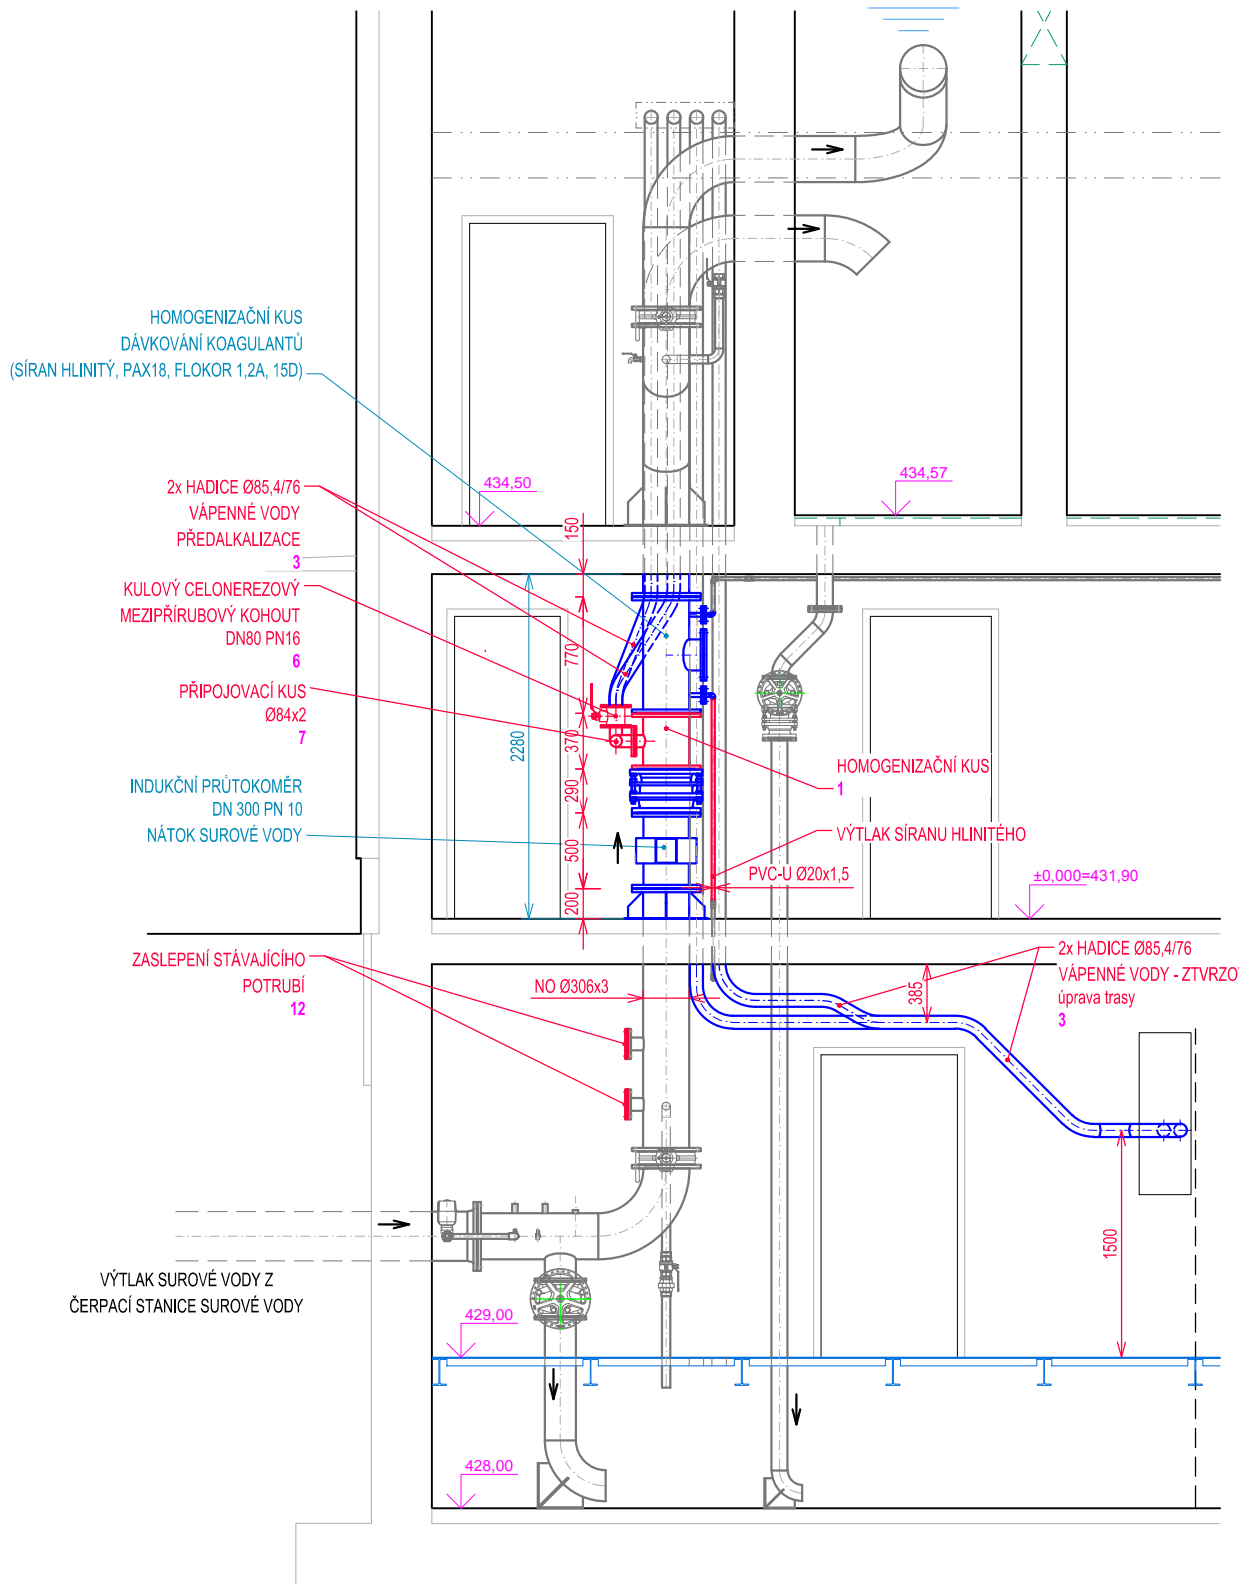 HOMOGENIZAČNÍ KUS
DÁVKOVÁNÍ KOAGULANTŮ
(SÍRAN HLINITÝ, PAX18, FLOKOR 1,2A, 15D)
434,50
434,57
2x HADICE Ø85,4/76
VÁPENNÉ VODY
PŘEDALKALIZACE
3
150
KULOVÝ CELONEREZOVÝ
MEZIPŘÍRUBOVÝ KOHOUT
DN80 PN16
6
770
PŘIPOJOVACÍ KUS
Ø84x2
7
2280
370
HOMOGENIZAČNÍ KUS
1
INDUKČNÍ PRŮTOKOMĚR
DN 300 PN 10
NÁTOK SUROVÉ VODY
290
500
VÝTLAK SÍRANU HLINITÉHO
PVC-U Ø20x1,5
±0,000=431,90
200
ZASLEPENÍ STÁVAJÍCÍHO
POTRUBÍ
12
NO Ø306x3
385
2x HADICE Ø85,4/76
VÁPENNÉ VODY - ZTVRZO
úprava trasy
3
1500
VÝTLAK SUROVÉ VODY Z
ČERPACÍ STANICE SUROVÉ VODY
429,00
428,00